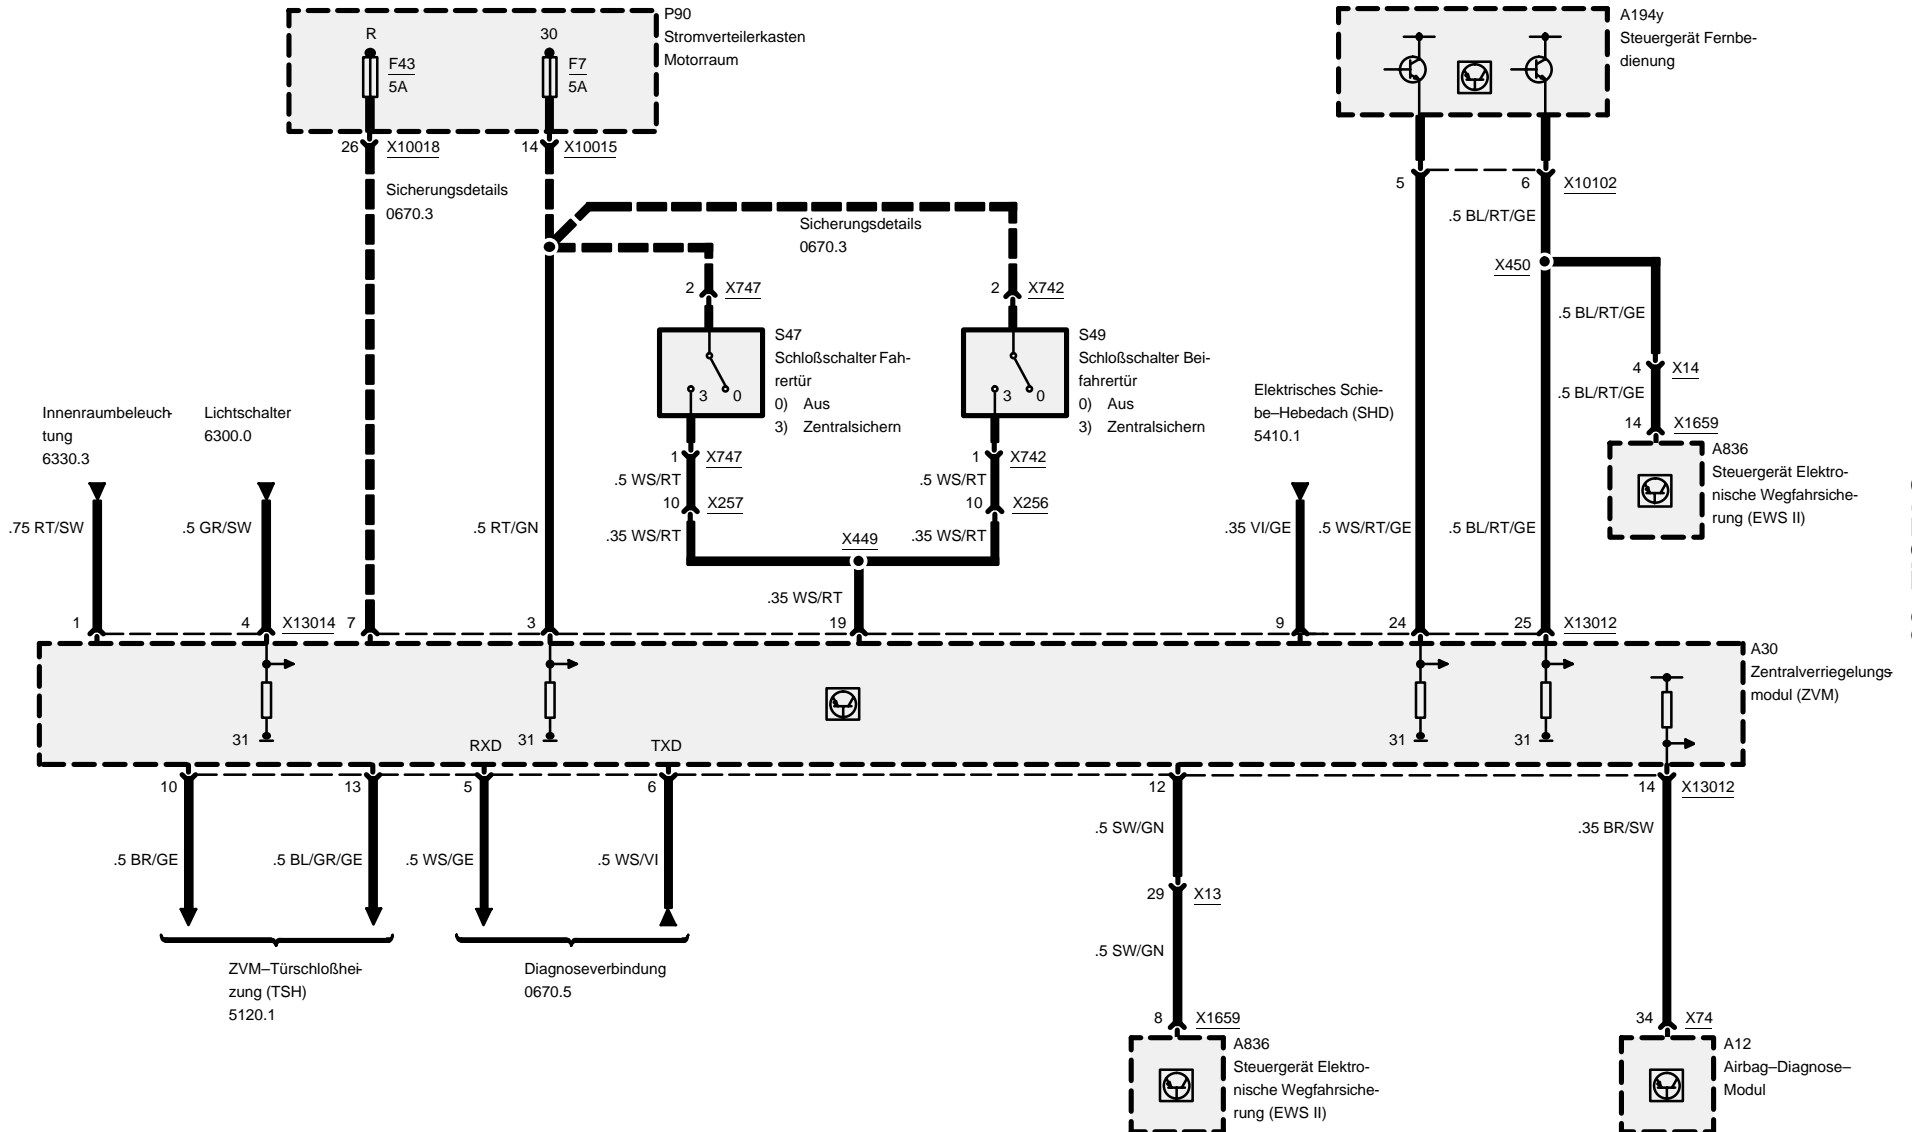 P90
Stromverteilerkasten
Motorraum
R
30
F43
5A
F7
5A
26
X10018
14
X10015
Sicherungsdetails
0670.3
Sicherungsdetails
0670.3
A194y
Steuergerät Fernbe-
dienung
5
6
X10102
.5 BL/RT/GE
X450
.5 BL/RT/GE
4
X14
.5 BL/RT/GE
14
X1659
A836
Steuergerät Elektro-
nische Wegfahrsiche-
rung (EWS II)
2
X747
2
X742
S47
Schloßschalter Fah-
rertür
0) Aus
3) Zentralsichern
3
0
S49
Schloßschalter Bei-
fahrertür
0) Aus
3) Zentralsichern
3
0
1
X747
1
X742
.5 WS/RT
.5 WS/RT
10
X257
10
X256
.35 WS/RT
X449
.35 WS/RT
.35 WS/RT
Innenraumbeleuch-
tung
6330.3
Lichtschalter
6300.0
Elektrisches Schie-
be–Hebedach (SHD)
5410.1
.75 RT/SW
.5 GR/SW
.5 RT/GN
.35 VI/GE
.5 WS/RT/GE
.5 BL/RT/GE
1
4
X13014
7
3
19
9
24
25
X13012
A30
Zentralverriegelungs-
modul (ZVM)
31
RXD
31
TXD
31
31
10
13
5
6
12
14
X13012
.5 BR/GE
.5 BL/GR/GE
.5 WS/GE
.5 WS/VI
.5 SW/GN
.35 BR/SW
29
X13
.5 SW/GN
ZVM–Türschloßhei-
zung (TSH)
5120.1
Diagnoseverbindung
0670.5
8
X1659
34
X74
A836
Steuergerät Elektro-
nische Wegfahrsiche-
rung (EWS II)
A12
Airbag–Diagnose–
Modul